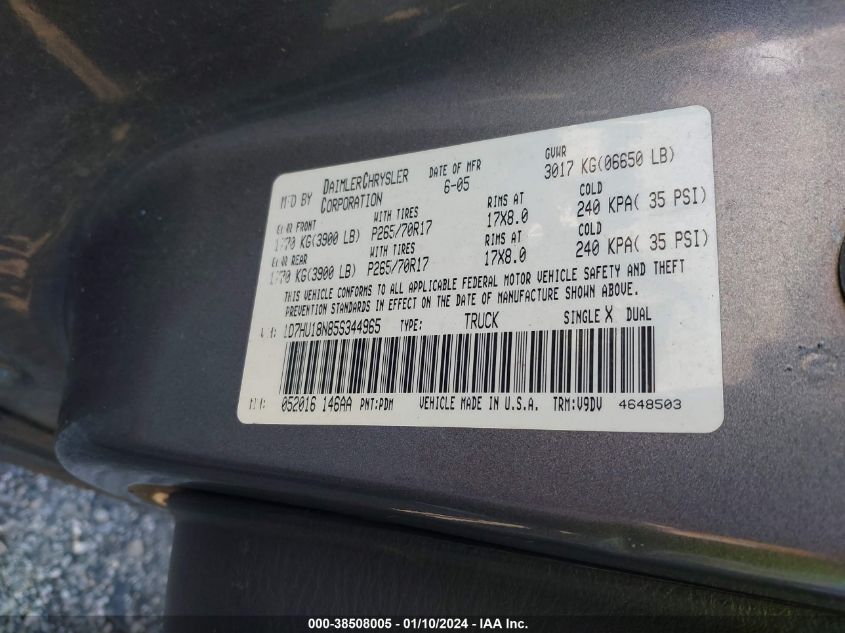 MFD BY DAIMLERCHRYSLER CORPORATION DATE OF MFR 6-05 GVWR 3017 KG(06650 LB)
FRONT WITH TIRES RIMS AT COLD
KG(3900 LB) P265/70R17 17X8.0 240 KPA( 35 PSI)
REAR WITH TIRES RIMS AT COLD
KG(3900 LB) P265/70R17 17X8.0 240 KPA( 35 PSI)
THIS VEHICLE CONFORMS TO ALL APPLICABLE FEDERAL MOTOR VEHICLE SAFETY AND THEFT
PREVENTION STANDARDS IN EFFECT ON THE DATE OF MANUFACTURE SHOWN ABOVE.
1D7HU18N85S344965 TYPE: TRUCK SINGLE X DUAL
052016 146AA PNT:PDM VEHICLE MADE IN U.S.A. TRM:V9DV 4648503
000-38508005 - 01/10/2024 - IAA Inc.